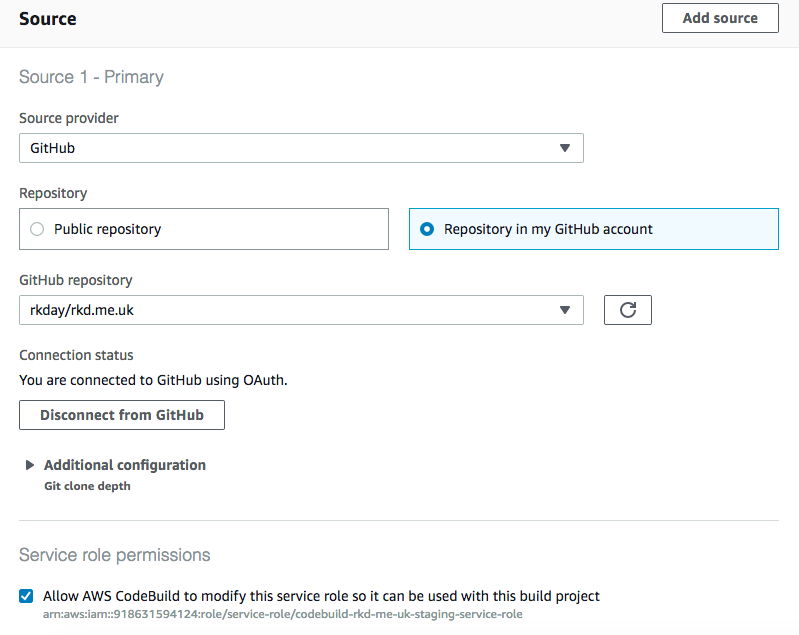 Source
Add source
Source 1 - Primary
Source provider
GitHub
Repository
Public repository
Repository in my GitHub account
GitHub repository
rkday/rkd.me.uk
Connection status
You are connected to GitHub using OAuth.
Disconnect from GitHub
Additional configuration
Git clone depth
Service role permissions
Allow AWS CodeBuild to modify this service role so it can be used with this build project
arn:aws:iam::918631594124:role/service-role/codebuild-rkd-me-uk-staging-service-role